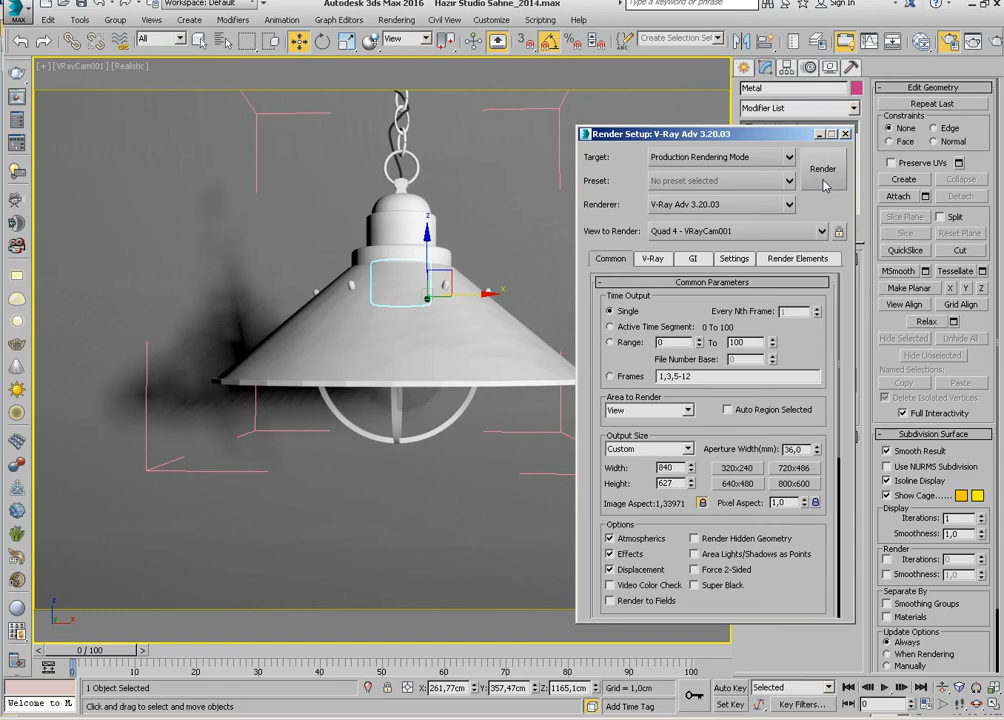 Workspace: Default
Autodesk 3ds Max 2016
Hazir Studio Sahne_2014.max
Type a keyword or phrase
Sign In
MAX
Edit Tools Group Views Create Modifiers Animation Graph Editors Rendering Civil View Customize Scripting Help
All
View
Create Selection Se
[+] [VRayCam001] [Realistic]
z
x
Render Setup: V-Ray Adv 3.20.03
Target: Production Rendering Mode
Preset: No preset selected
Render
Renderer: V-Ray Adv 3.20.03
View to Render: Quad 4 - VRayCam001
Common V-Ray GI Settings Render Elements
- Common Parameters
Time Output
Single Every Nth Frame: 1
Active Time Segment: 0 To 100
Range: 0 To 100
File Number Base: 0
Frames 1,3,5-12
Area to Render
View Auto Region Selected
Output Size
Custom Aperture Width(mm): 36,0
Width: 840 320x240 720x486
Height: 627 640x480 800x600
Image Aspect: 1,33971 Pixel Aspect: 1,0
Options
Atmospherics Render Hidden Geometry
Effects Area Lights/Shadows as Points
Displacement Force 2-Sided
Video Color Check Super Black
Render to Fields
Metal
Modifier List
- Edit Geometry
Repeat Last
Constraints
None Edge
Face Normal
Preserve UVs
Create Collapse
Attach Detach
Slice Plane Split
Slice Reset Plane
QuickSlice Cut
MSmooth Tessellate
Make Planar X Y Z
View Align Grid Align
Relax
Hide Selected Unhide All
Hide Unselected
Named Selections:
Copy Paste
Delete Isolated Vertices
Full Interactivity
- Subdivision Surface
Smooth Result
Use NURMS Subdivision
Isoline Display
Show Cage......
Display
Iterations: 1
Smoothness: 1,0
Render
Iterations: 0
Smoothness: 1,0
Separate By
Smoothing Groups
Materials
Update Options
Always
When Rendering
Manually
z
x
< 0 / 100 >
0 10 20 30 40 50 60 70 80 90 100
1 Object Selected
X: 261,77cm Y: 357,47cm Z: 1165,1cm Grid = 1,0cm
Auto Key Selected
Welcome to M
Click and drag to select and move objects
Add Time Tag
Set Key Key Filters... 0